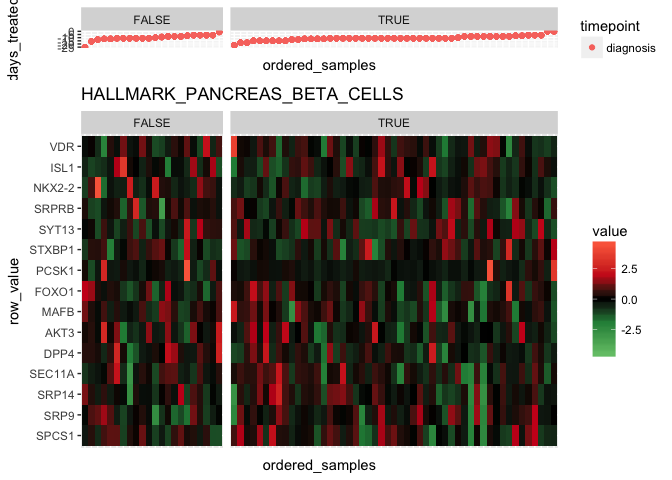 FALSE
TRUE
days_treated
ordered_samples
timepoint
diagnosis
HALLMARK_PANCREAS_BETA_CELLS
FALSE
TRUE
row_value
VDR
ISL1
NKX2-2
SRPRB
SYT13
STXBP1
PCSK1
FOXO1
MAFB
AKT3
DPP4
SEC11A
SRP14
SRP9
SPCS1
ordered_samples
value
2.5
0.0
-2.5